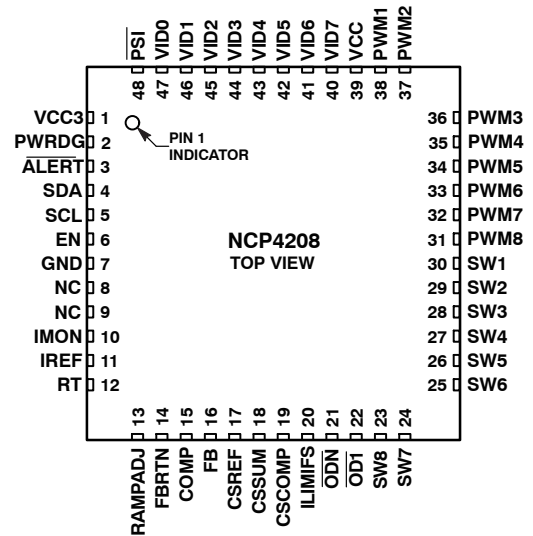 PSI
VID0
VID1
VID2
VID3
VID4
VID5
VID6
VID7
VCC
PWM1
PWM2
48
47
46
45
44
43
42
41
40
39
38
37
VCC3 1
PWRDG 2
ALERT 3
SDA 4
SCL 5
EN 6
GND 7
NC 8
NC 9
IMON 10
IREF 11
RT 12
PIN 1
INDICATOR
NCP4208
TOP VIEW
36 PWM3
35 PWM4
34 PWM5
33 PWM6
32 PWM7
31 PWM8
30 SW1
29 SW2
28 SW3
27 SW4
26 SW5
25 SW6
13
14
15
16
17
18
19
20
21
22
23
24
RAMPADJ
FBRTN
COMP
FB
CSREF
CSSUM
CSCOMP
ILIMIFS
ODN
OD1
SW8
SW7